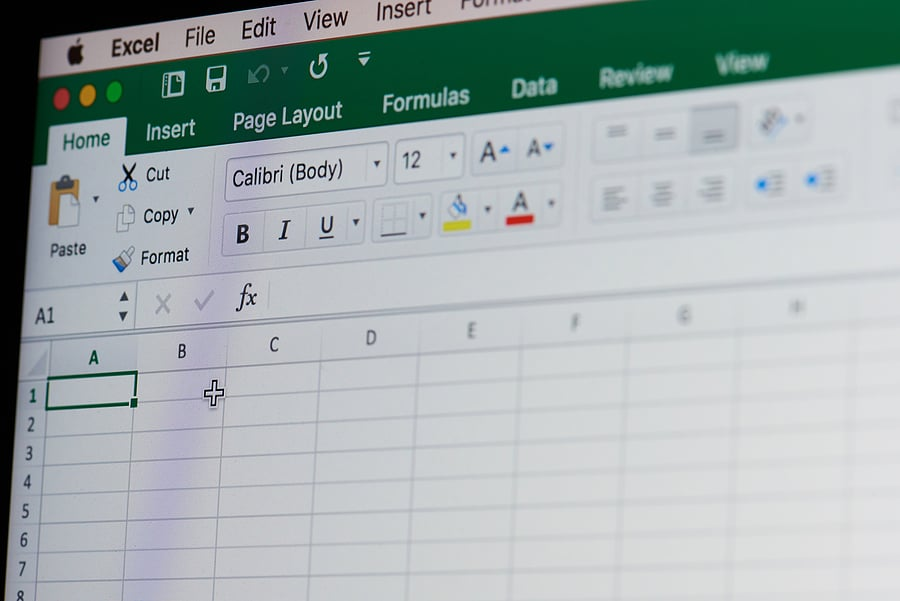 Excel File Edit View Insert Format
Home Insert Page Layout Formulas Data Review View
Cut
Calibri (Body) 12 A A
Copy
Paste
B I U A
Format
A1 fx
A B C D E F G H
1
2
3
4
5
6
7
8